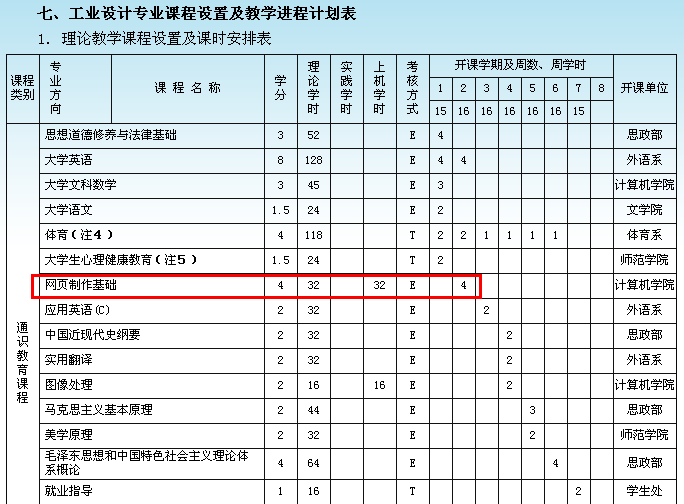 七、工业设计专业课程设置及教学进程计划表
1. 理论教学课程设置及课时安排表
课程类别 专业方向 课程名称 学分 理论学时 实践学时 上机学时 考核方式 开课学期及周数、周学时 开课单位
1 2 3 4 5 6 7 8
15 16 16 16 16 16 15
通识教育课程
思想道德修养与法律基础 3 52 E 4 思政部
大学英语 8 128 E 4 4 外语系
大学文科数学 3 45 E 3 计算机学院
大学语文 1.5 24 E 2 文学院
体育(注4) 4 118 T 2 2 1 1 1 1 体育系
大学生心理健康教育(注5) 1.5 24 T 2 师范学院
网页制作基础 4 32 32 E 4 计算机学院
应用英语(C) 2 32 E 2 外语系
中国近现代史纲要 2 32 E 2 思政部
实用翻译 2 32 E 2 外语系
图像处理 2 16 16 E 2 计算机学院
马克思主义基本原理 2 44 E 3 思政部
美学原理 2 32 E 2 师范学院
毛泽东思想和中国特色社会主义理论体
系概论 4 64 E 4 思政部
就业指导 1 16 T 2 学生处